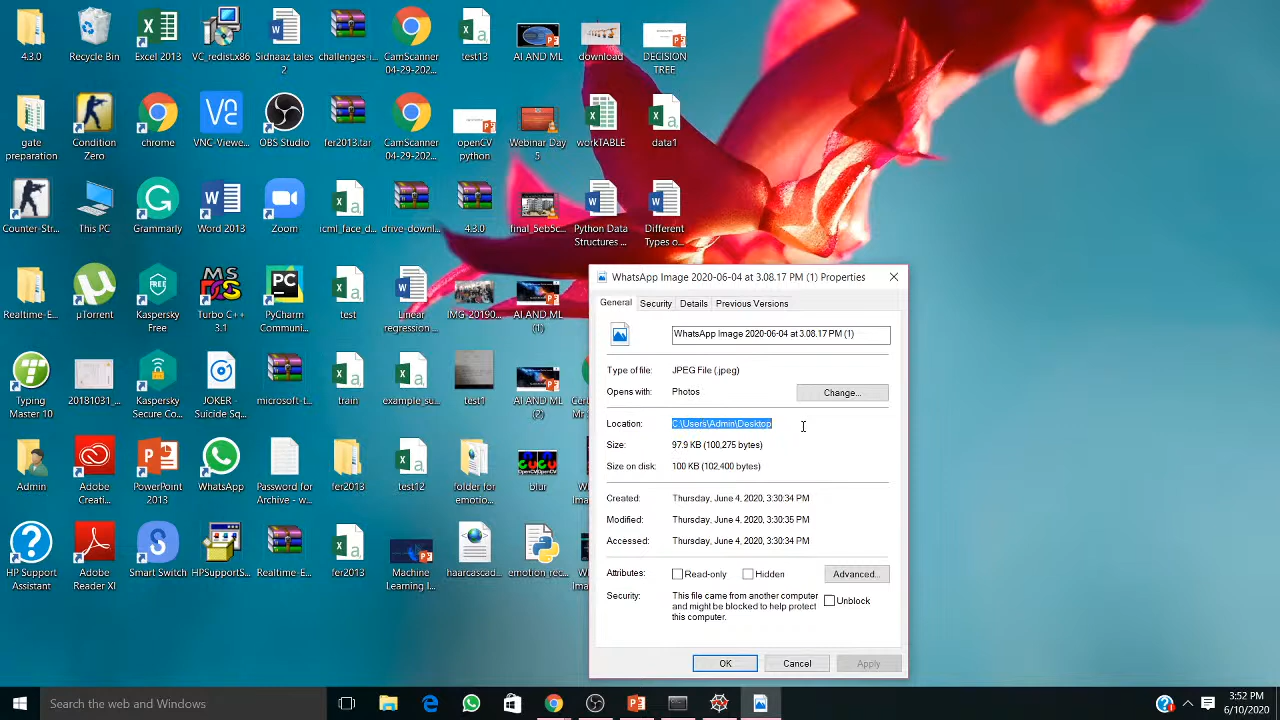 4.3.0
Recycle Bin
Excel 2013
VC_redist.x86
Sidnaaz tales
2
challenges-i...
CamScanner
04-29-202...
test13
AI AND ML
download
DECISION
TREE
gate
preparation
Condition
Zero
chrome
VNC-Viewe...
OBS Studio
fer2013.tar
CamScanner
04-29-202...
openCV
python
Webinar Day
5
workTABLE
data1
Counter-Str...
This PC
Grammarly
Word 2013
Zoom
icml_face_d...
drive-downl...
4.3.0
final_5eb5c...
Python Data
Structures ...
Different
Types o...
Realtime-E...
µTorrent
Kaspersky
Free
Turbo C++
3.1
PyCharm
Communi...
test
Linear
regression ...
IMG-20190...
AI AND ML
(1)
Typing
Master 10
20181031_...
Kaspersky
Secure Co...
JOKER -
Suicide Sq...
microsoft-t...
train
example_su...
test1
AI AND ML
(2)
Admin
Adobe
Creati...
PowerPoint
2013
WhatsApp
Password for
Archive - w...
fer2013
test12
folder for
emotio...
blur
HP Support
Assistant
Adobe
Reader XI
Smart Switch
HPSupportS...
Realtime-E...
fer2013
Machine
Learning I...
haarcascad...
emotion_rec...
WhatsApp Image 2020-06-04 at 3.08.17 PM (1) Properties
General Security Details Previous Versions
WhatsApp Image 2020-06-04 at 3.08.17 PM (1)
Type of file: JPEG File (.jpeg)
Opens with: Photos Change...
Location: C:\Users\Admin\Desktop
Size: 97.9 KB (100,275 bytes)
Size on disk: 100 KB (102,400 bytes)
Created: Thursday, June 4, 2020, 3:30:34 PM
Modified: Thursday, June 4, 2020, 3:30:35 PM
Accessed: Thursday, June 4, 2020, 3:30:34 PM
Attributes: Read-only Hidden Advanced...
Security: This file came from another computer
and might be blocked to help protect
this computer.
Unblock
OK Cancel Apply
Search the web and Windows
3:52 PM
6/10/2020